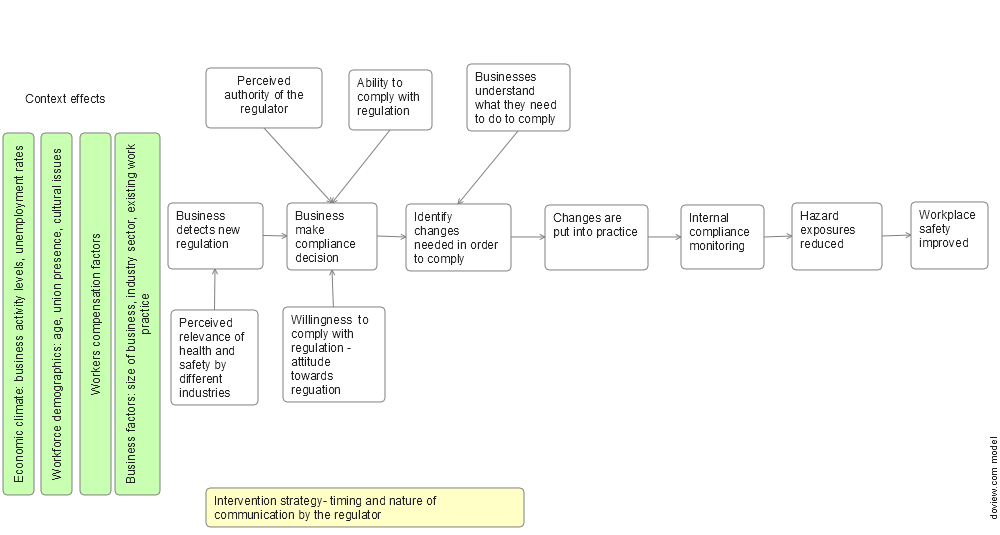 Context effects
Economic climate: business activity levels, unemployment rates
Workforce demographics: age, union presence, cultural issues
Workers compensation factors
Business factors: size of business, industry sector, existing work
practice
Perceived
authority of the
regulator
Ability to
comply with
regulation
Businesses
understand
what they need
to do to comply
Business
detects new
regulation
Business
make
compliance
decision
Identify
changes
needed in order
to comply
Changes are
put into practice
Internal
compliance
monitoring
Hazard
exposures
reduced
Workplace
safety
improved
Perceived
relevance of
health and
safety by
different
industries
Willingness to
comply with
regulation -
attitude
towards
reguation
Intervention strategy- timing and nature of
communication by the regulator
doview.com model